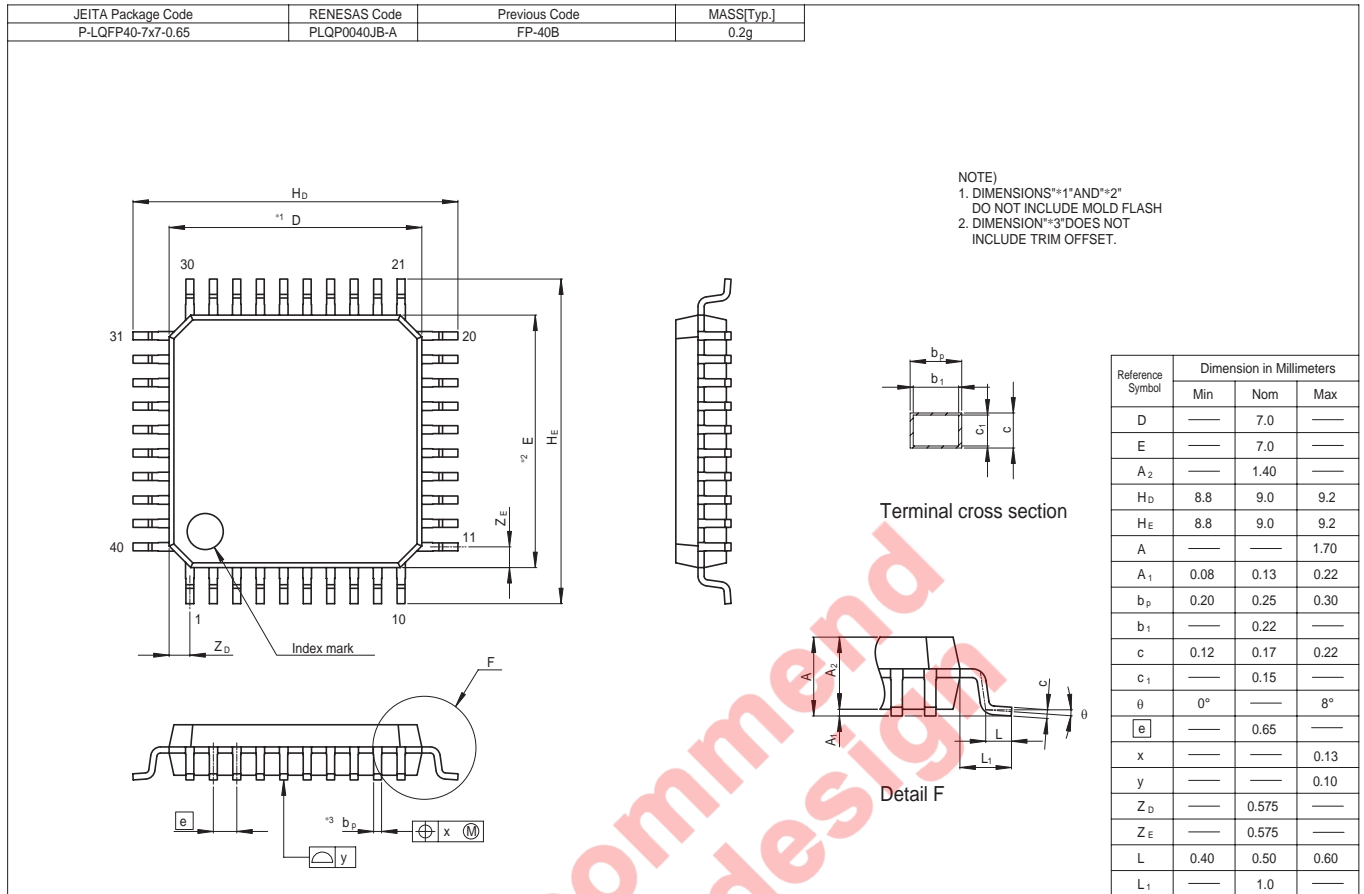 JEITA Package Code RENESAS Code Previous Code MASS[Typ.]
P-LQFP40-7x7-0.65 PLQP0040JB-A FP-40B 0.2g
NOTE)
1. DIMENSIONS"*1"AND"*2"
DO NOT INCLUDE MOLD FLASH
2. DIMENSION"*3"DOES NOT
INCLUDE TRIM OFFSET.
HD
*1 D
30 21
31 20
*2 E
HE
ZE
40 11
1 10
ZD
Index mark
F
e
*3 bp
x M
y
bp
b1
c1
c
Terminal cross section
A
A2
A1
c
θ
L
L1
Detail F
Reference Symbol Dimension in Millimeters
Min Nom Max
D —— 7.0 ——
E —— 7.0 ——
A2 —— 1.40 ——
HD 8.8 9.0 9.2
HE 8.8 9.0 9.2
A —— —— 1.70
A1 0.08 0.13 0.22
bp 0.20 0.25 0.30
b1 —— 0.22 ——
c 0.12 0.17 0.22
c1 —— 0.15 ——
θ 0° —— 8°
e —— 0.65 ——
x —— —— 0.13
y —— —— 0.10
ZD —— 0.575 ——
ZE —— 0.575 ——
L 0.40 0.50 0.60
L1 —— 1.0 ——
ommend
design